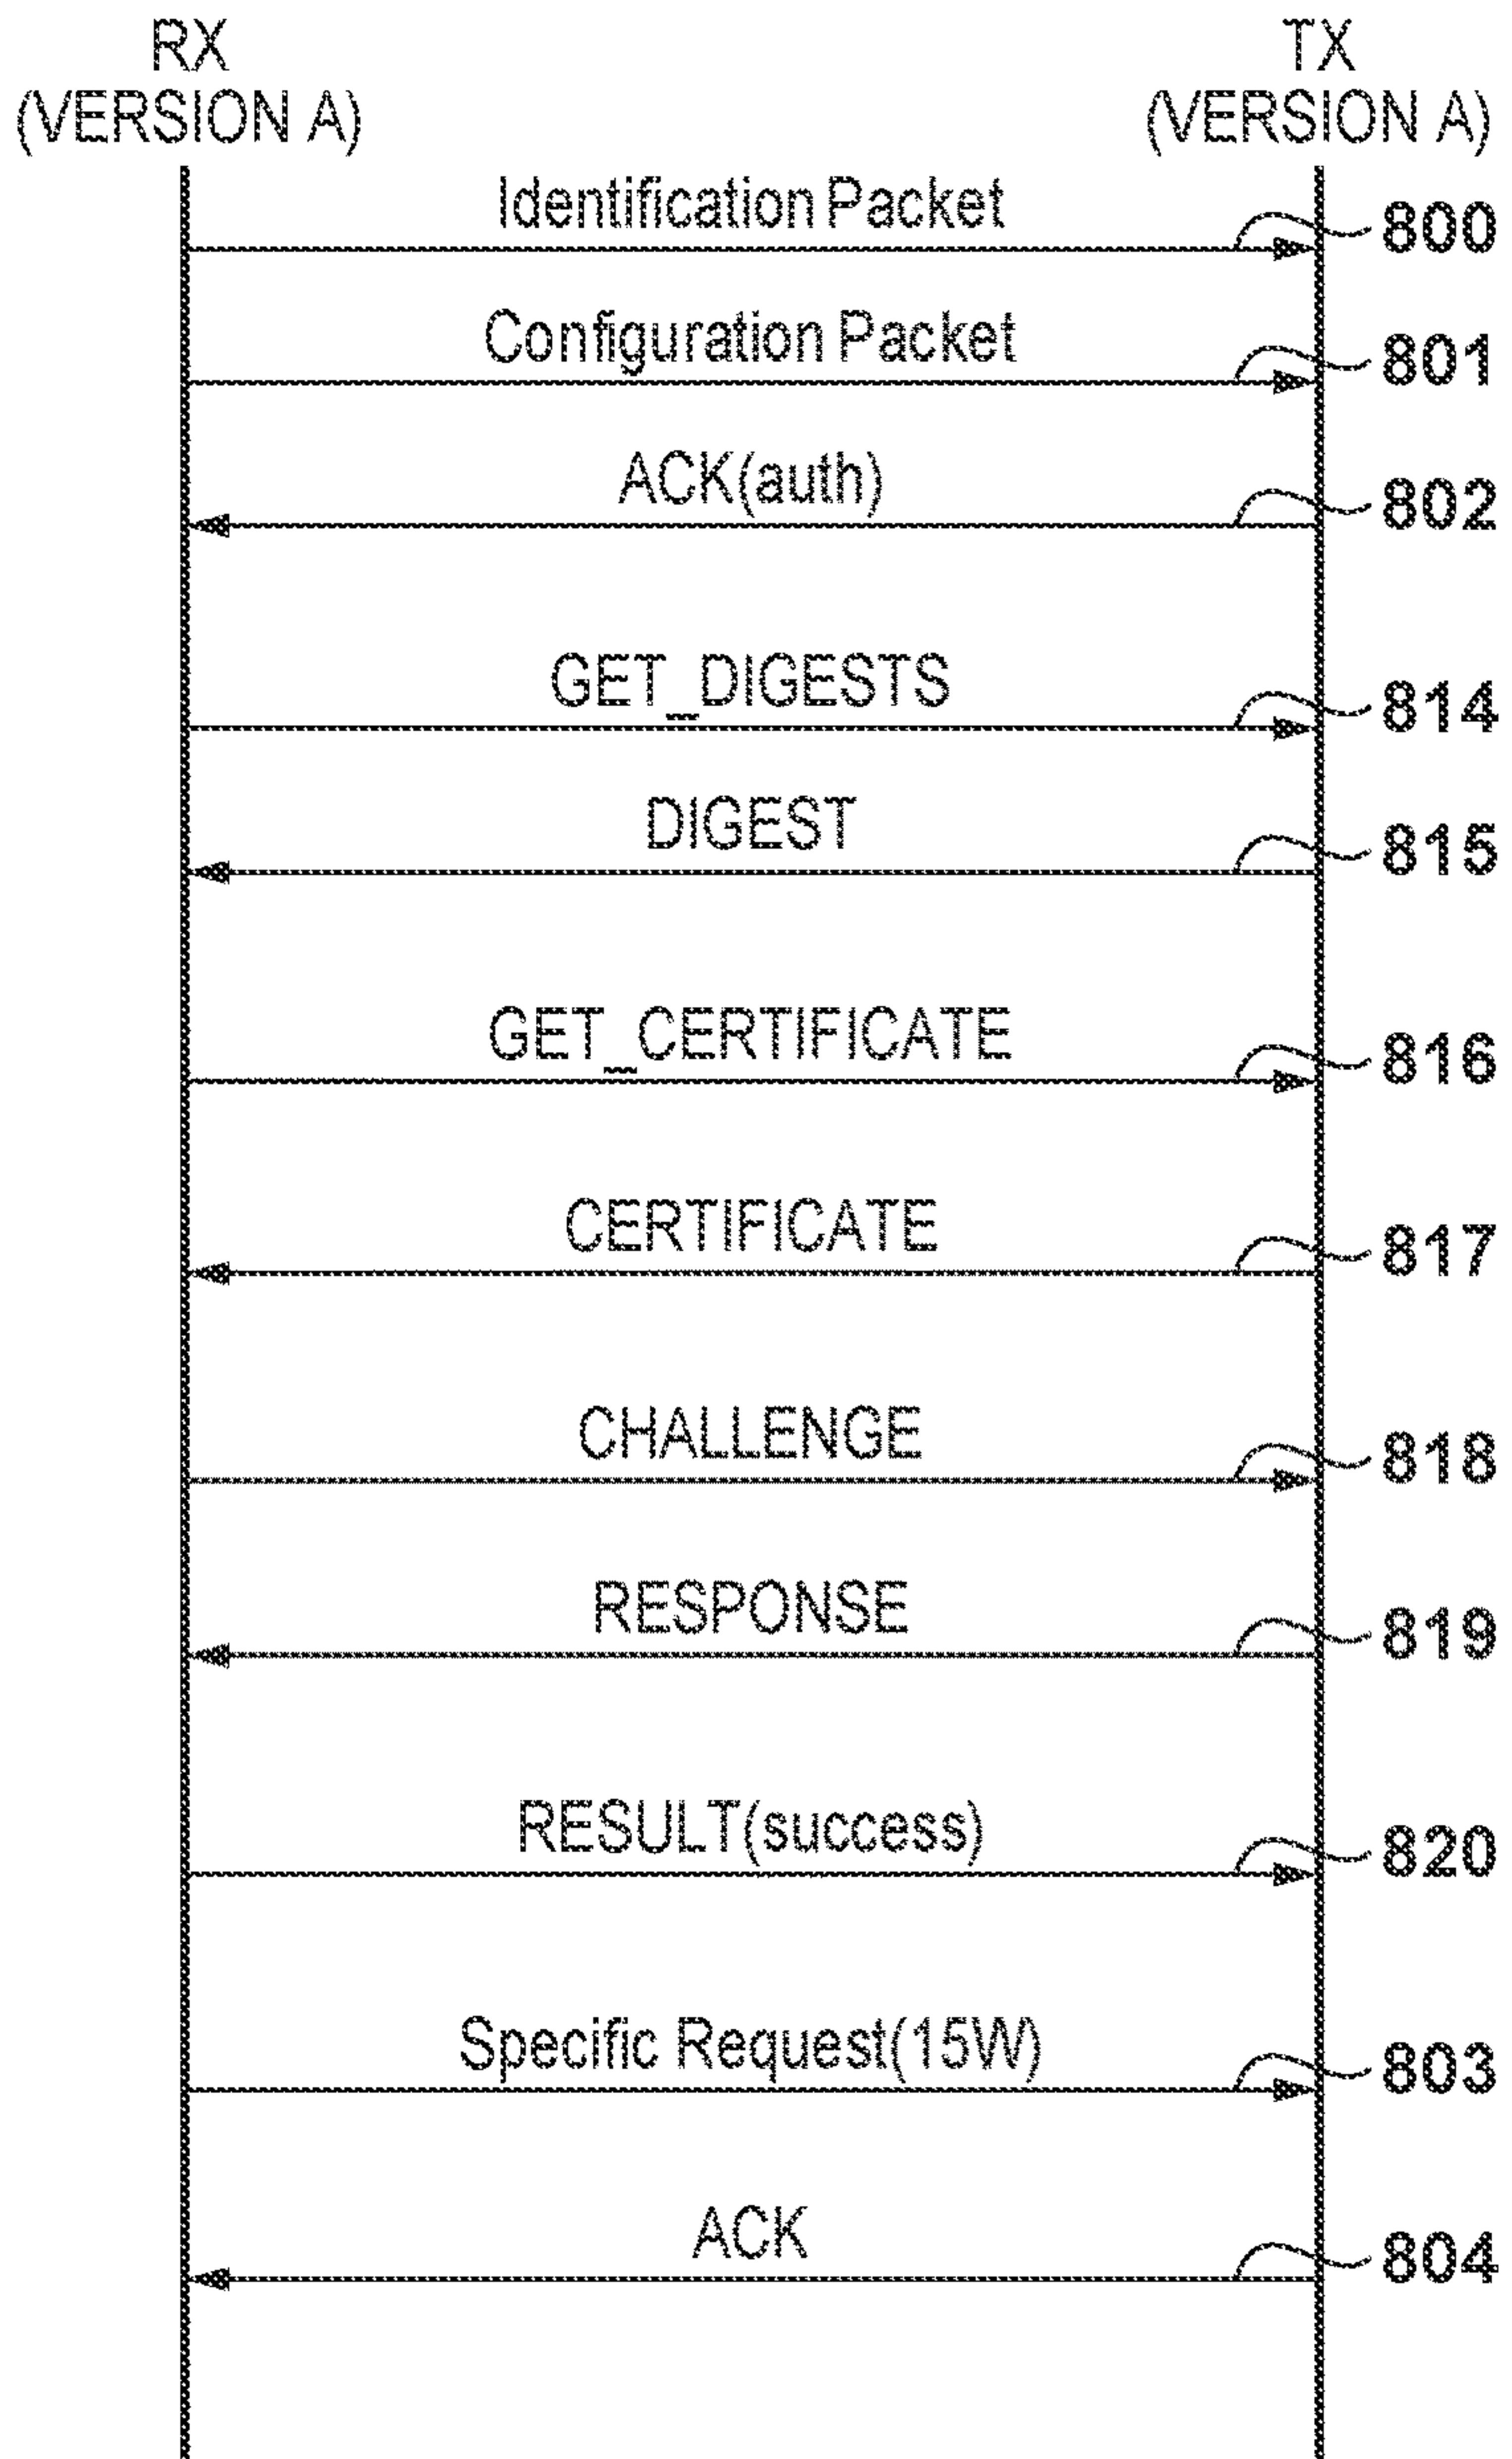 RX
(VERSION A)
TX
(VERSION A)
Identification Packet
800
Configuration Packet
801
ACK(auth)
802
GET_DIGESTS
814
DIGEST
815
GET_CERTIFICATE
816
CERTIFICATE
817
CHALLENGE
818
RESPONSE
819
RESULT(success)
820
Specific Request(15W)
803
ACK
804